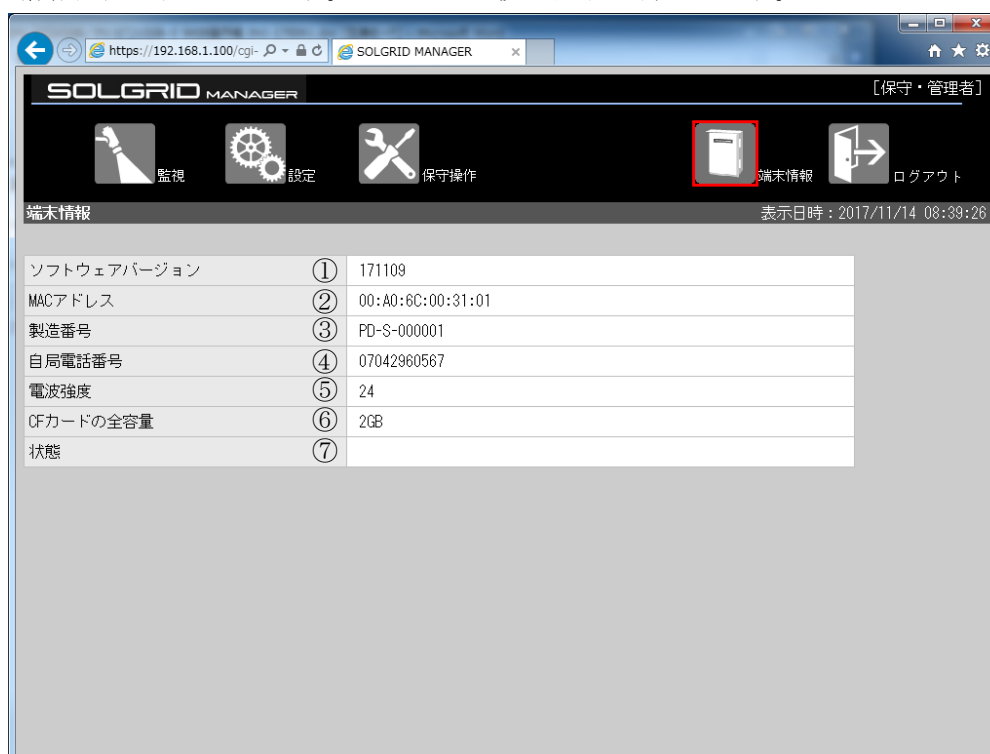 https://192.168.1.100/cgi-
SOLGRID MANAGER
SOLGRID MANAGER
[保守・管理者]
監視
設定
保守操作
端末情報
ログアウト
端末情報
表示日時：2017/11/14 08:39:26
ソフトウェアバージョン ① 171109
MACアドレス ② 00:A0:6C:00:31:01
製造番号 ③ PD-S-000001
自局電話番号 ④ 07042960567
電波強度 ⑤ 24
CFカードの全容量 ⑥ 2GB
状態 ⑦